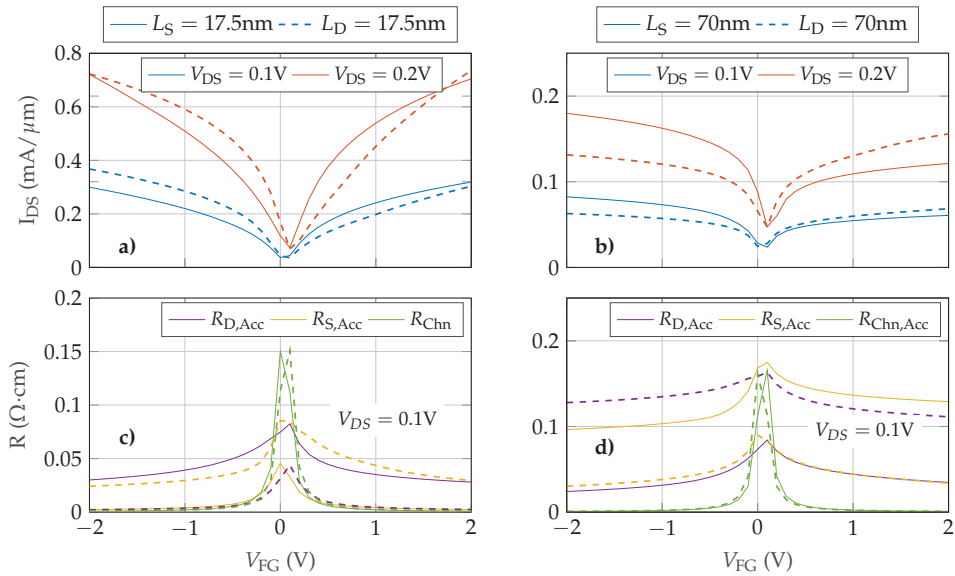 L_S = 17.5nm L_D = 17.5nm
L_S = 70nm L_D = 70nm
V_DS = 0.1V V_DS = 0.2V
V_DS = 0.1V V_DS = 0.2V
0.8
0.6
0.4
0.2
0
I_DS (mA/μm)
a)
0.2
0.1
0
b)
R_D,Acc R_S,Acc R_Chn
R_D,Acc R_S,Acc R_Chn,Acc
0.2
0.15
0.1
0.05
0
R (Ω·cm)
c)
V_DS = 0.1V
−2 −1 0 1 2
V_FG (V)
0.2
0.1
0
d)
V_DS = 0.1V
−2 −1 0 1 2
V_FG (V)